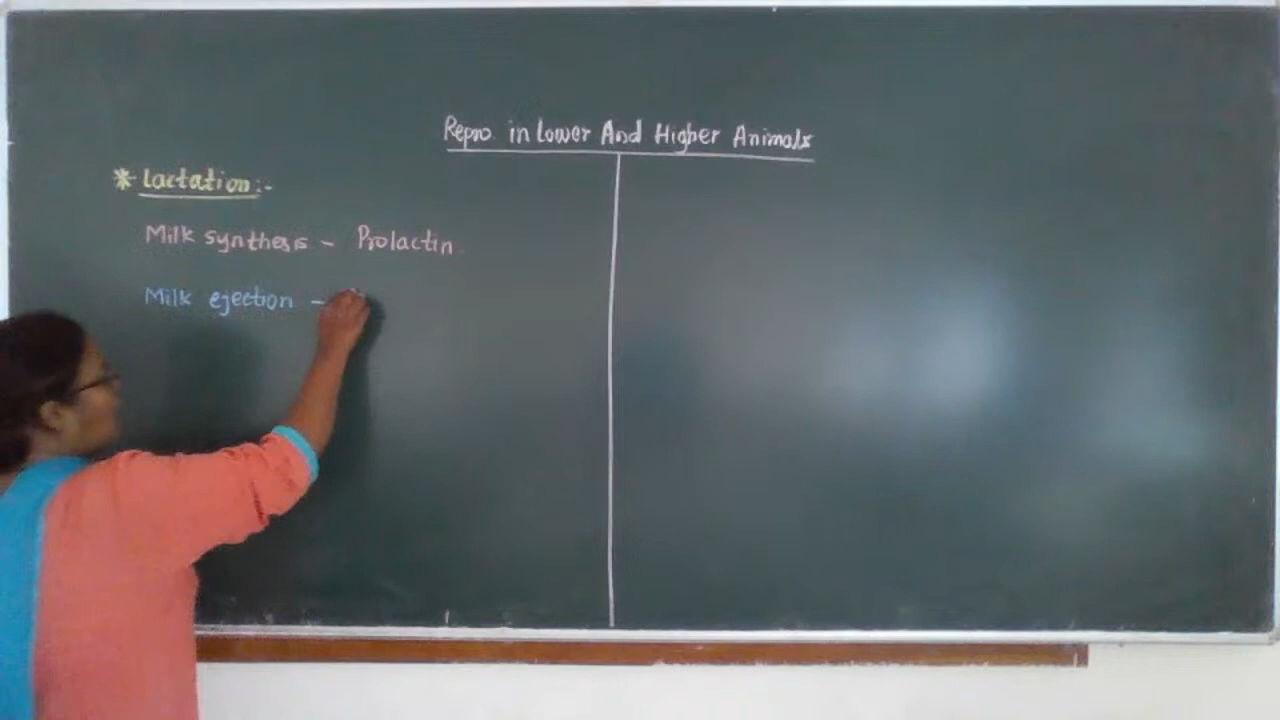 Repro. in Lower And Higher Animals
* Lactation:-
Milk synthesis - Prolactin.
Milk ejection -